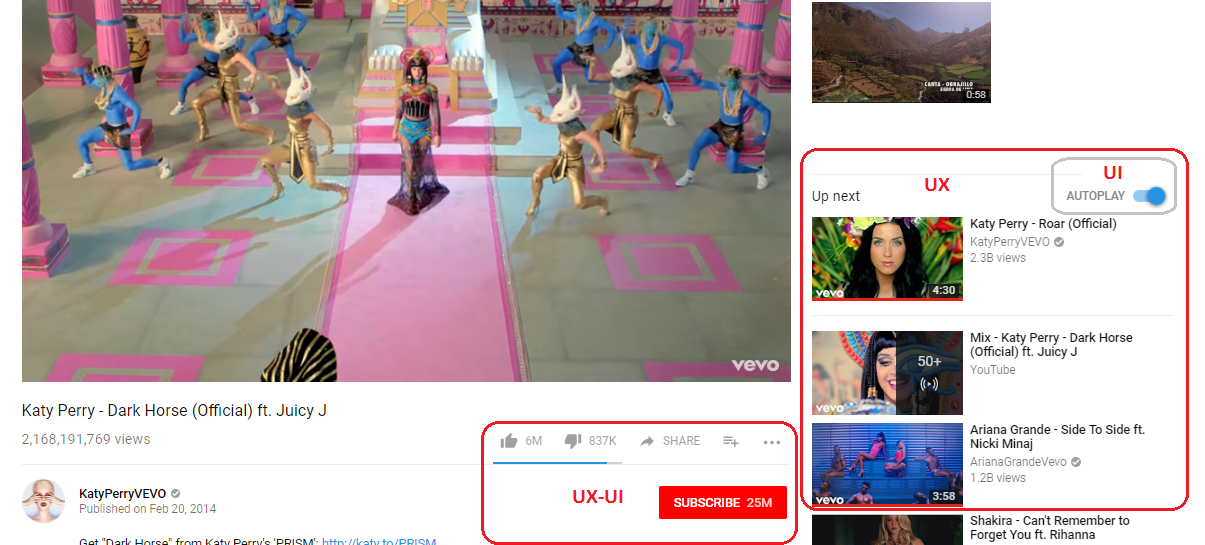 CANTA - OBRAJILLO
0:58
vevo
Katy Perry - Dark Horse (Official) ft. Juicy J
2,168,191,769 views
6M
837K
SHARE
UX-UI
SUBSCRIBE 25M
KatyPerryVEVO
Published on Feb 20, 2014
Get "Dark Horse" from Katy Perry's 'PRISM': http://katy.to/PRISM
UX
UI
Up next
AUTOPLAY
Katy Perry - Roar (Official)
KatyPerryVEVO
2.3B views
vevo
4:30
Mix - Katy Perry - Dark Horse
(Official) ft. Juicy J
YouTube
50+
vevo
Ariana Grande - Side To Side ft.
Nicki Minaj
ArianaGrandeVevo
1.2B views
vevo
3:58
Shakira - Can't Remember to
Forget You ft. Rihanna